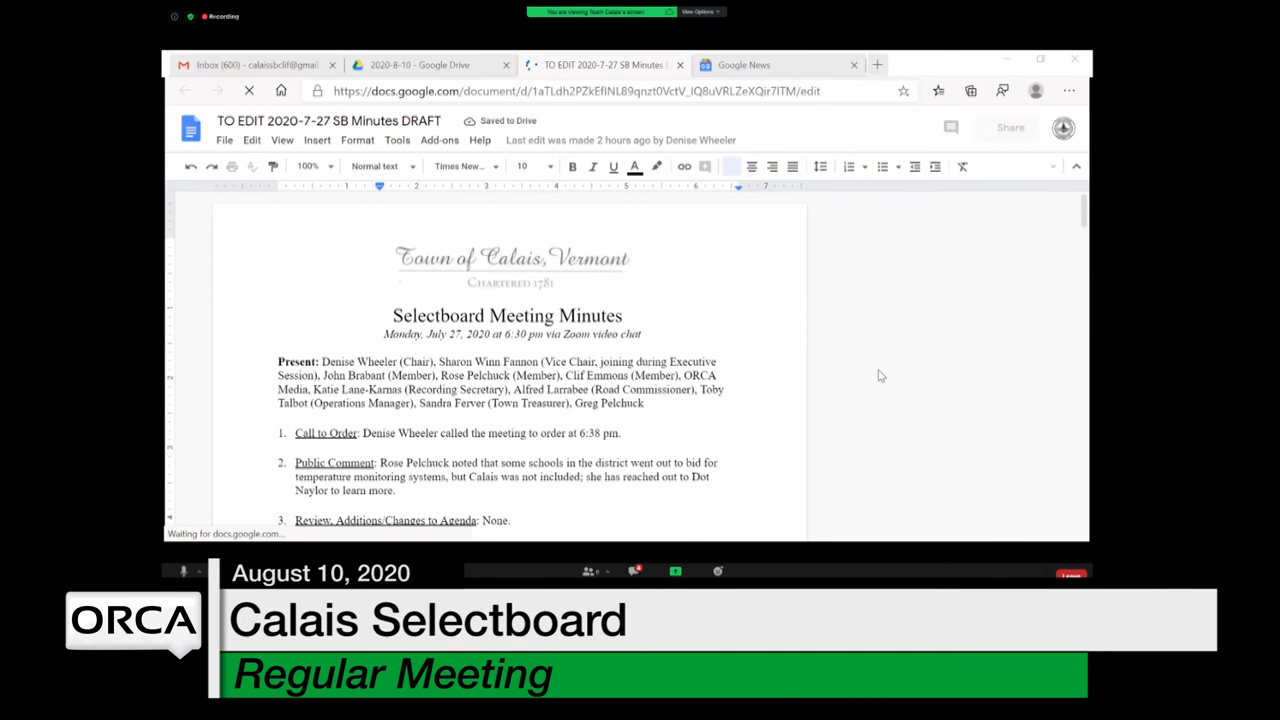 Recording
You are viewing Team Calais's screen
View Options
Inbox (600) - calaissbclif@gmail
2020-8-10 - Google Drive
TO EDIT 2020-7-27 SB Minutes D
Google News
https://docs.google.com/document/d/1aTLdh2PZkEfINL89qnzt0VctV_IQ8uVRLZeXQir7lTM/edit
TO EDIT 2020-7-27 SB Minutes DRAFT
Saved to Drive
File Edit View Insert Format Tools Add-ons Help Last edit was made 2 hours ago by Denise Wheeler
Share
100% Normal text Times New... 10 B I U A
1 1 2 3 4 5 6 7
Town of Calais, Vermont
CHARTERED 1781
Selectboard Meeting Minutes
Monday, July 27, 2020 at 6:30 pm via Zoom video chat
Present: Denise Wheeler (Chair), Sharon Winn Fannon (Vice Chair, joining during Executive
Session), John Brabant (Member), Rose Pelchuck (Member), Clif Emmons (Member), ORCA
Media, Katie Lane-Karnas (Recording Secretary), Alfred Larrabee (Road Commissioner), Toby
Talbot (Operations Manager), Sandra Ferver (Town Treasurer), Greg Pelchuck
1. Call to Order: Denise Wheeler called the meeting to order at 6:38 pm.
2. Public Comment: Rose Pelchuck noted that some schools in the district went out to bid for
temperature monitoring systems, but Calais was not included; she has reached out to Dot
Naylor to learn more.
3. Review, Additions/Changes to Agenda: None.
Waiting for docs.google.com...
Leave
August 10, 2020
ORCA
Calais Selectboard
Regular Meeting